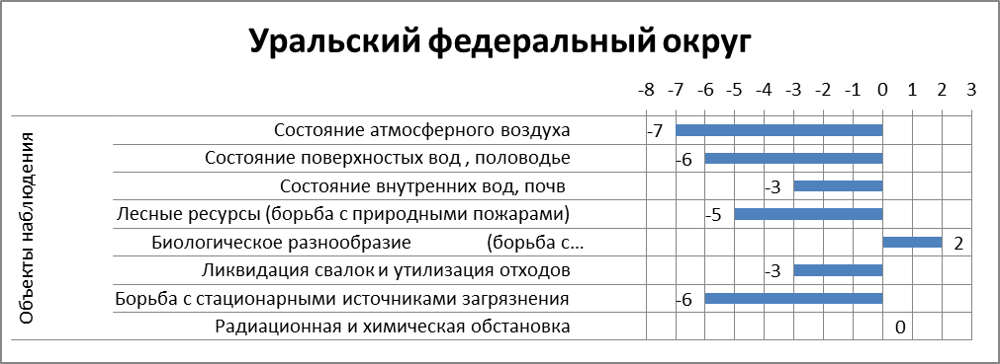 Уральский федеральный округ
-8 -7 -6 -5 -4 -3 -2 -1 0 1 2 3
Объекты наблюдения
Состояние атмосферного воздуха -7
Состояние поверхностых вод , половодье -6
Состояние внутренних вод, почв -3
Лесные ресурсы (борьба с природными пожарами) -5
Биологическое разнообразие (борьба с... 2
Ликвидация свалок и утилизация отходов -3
Борьба с стационарными источниками загрязнения -6
Радиационная и химическая обстановка 0